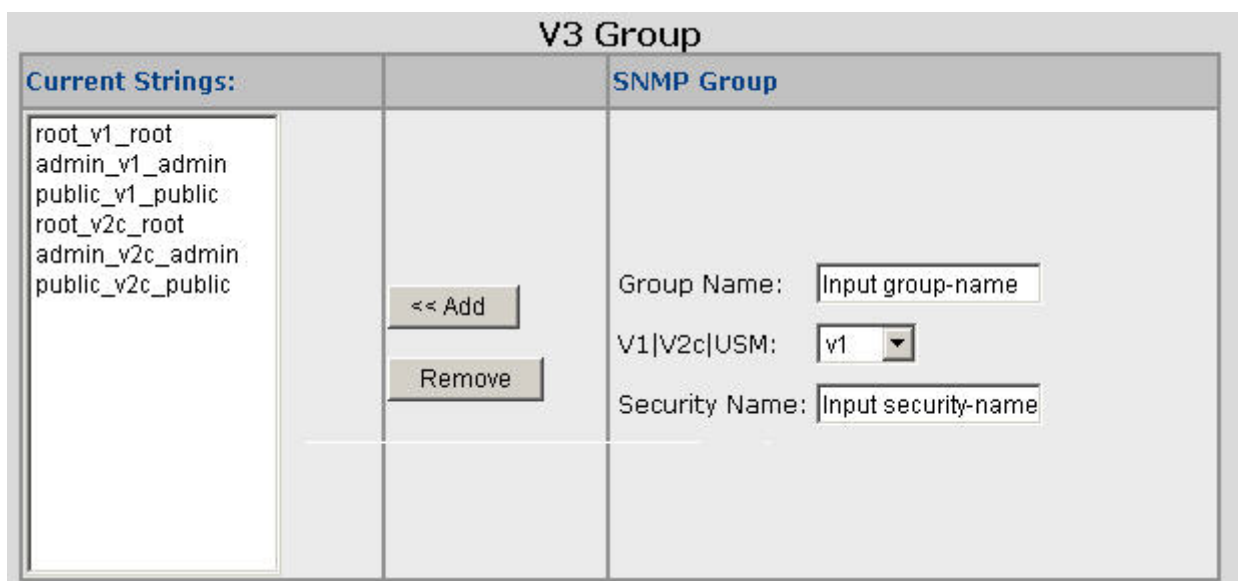 V3 Group
Current Strings:
SNMP Group
root_v1_root
admin_v1_admin
public_v1_public
root_v2c_root
admin_v2c_admin
public_v2c_public
<< Add
Remove
Group Name: Input group-name
V1|V2c|USM: v1
Security Name: Input security-name